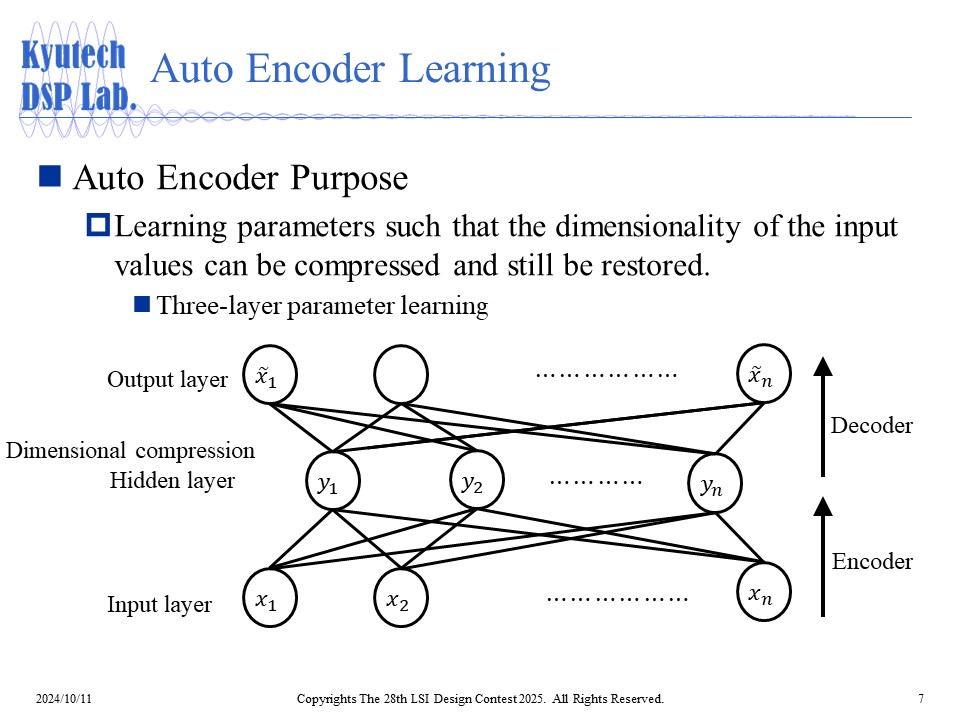 Kyutech
DSP Lab.
Auto Encoder Learning
Auto Encoder Purpose
Learning parameters such that the dimensionality of the input
values can be compressed and still be restored.
Three-layer parameter learning
Output layer x̃₁ ……………… x̃ₙ
Decoder
Dimensional compression
Hidden layer y₁ y₂ ………… yₙ
Encoder
Input layer x₁ x₂ ……………… xₙ
2024/10/11 Copyrights The 28th LSI Design Contest 2025. All Rights Reserved. 7